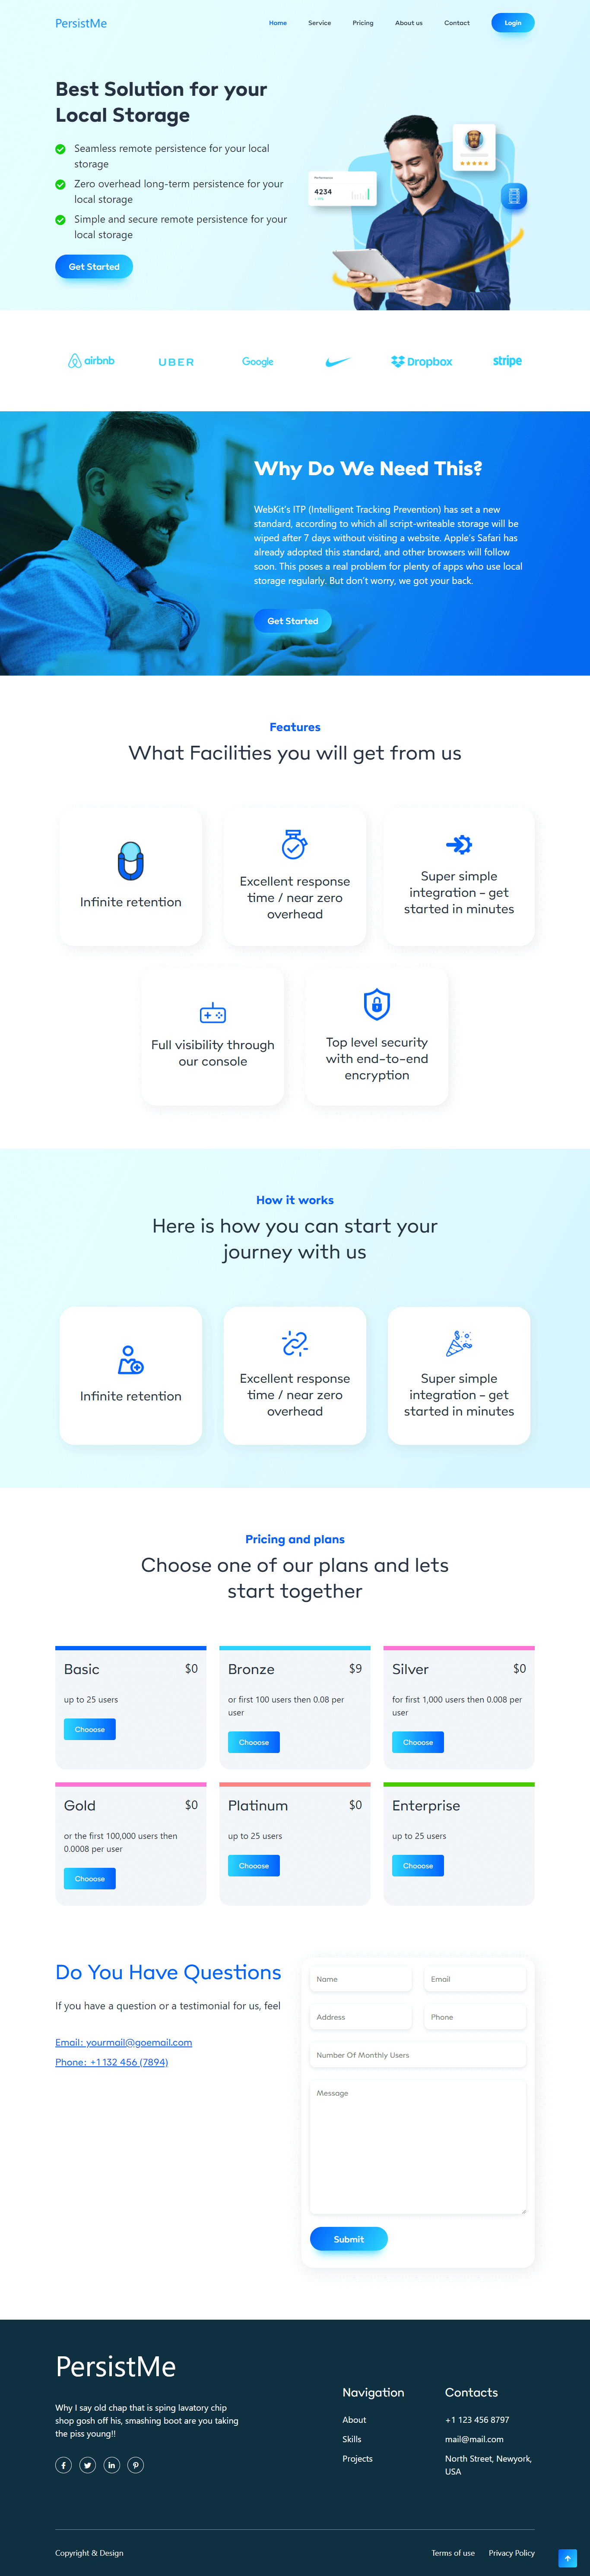 PersistMe
Home
Service
Pricing
About us
Contact
Login
Best Solution for your
Local Storage
Seamless remote persistence for your local
storage
Zero overhead long-term persistence for your
local storage
Simple and secure remote persistence for your
local storage
Get Started
4234
airbnb
UBER
Google
Dropbox
stripe
Why Do We Need This?
WebKit's ITP (Intelligent Tracking Prevention) has set a new
standard, according to which all script-writeable storage will be
wiped after 7 days without visiting a website. Apple's Safari has
already adopted this standard, and other browsers will follow
soon. This poses a real problem for plenty of apps who use local
storage regularly. But don't worry, we got your back.
Get Started
Features
What Facilities you will get from us
Infinite retention
Excellent response
time / near zero
overhead
Super simple
integration - get
started in minutes
Full visibility through
our console
Top level security
with end-to-end
encryption
How it works
Here is how you can start your
journey with us
Infinite retention
Excellent response
time / near zero
overhead
Super simple
integration - get
started in minutes
Pricing and plans
Choose one of our plans and lets
start together
Basic
$0
up to 25 users
Chooose
Bronze
$9
or first 100 users then 0.08 per
user
Chooose
Silver
$0
for first 1,000 users then 0.008 per
user
Chooose
Gold
$0
or the first 100,000 users then
0.0008 per user
Chooose
Platinum
$0
up to 25 users
Chooose
Enterprise
up to 25 users
Chooose
Do You Have Questions
If you have a question or a testimonial for us, feel
Email: yourmail@goemail.com
Phone: +1 132 456 (7894)
Name
Email
Address
Phone
Number Of Monthly Users
Message
Submit
PersistMe
Why I say old chap that is sping lavatory chip
shop gosh off his, smashing boot are you taking
the piss young!!
Navigation
About
Skills
Projects
Contacts
+1 123 456 8797
mail@mail.com
North Street, Newyork,
USA
Copyright & Design
Terms of use
Privacy Policy